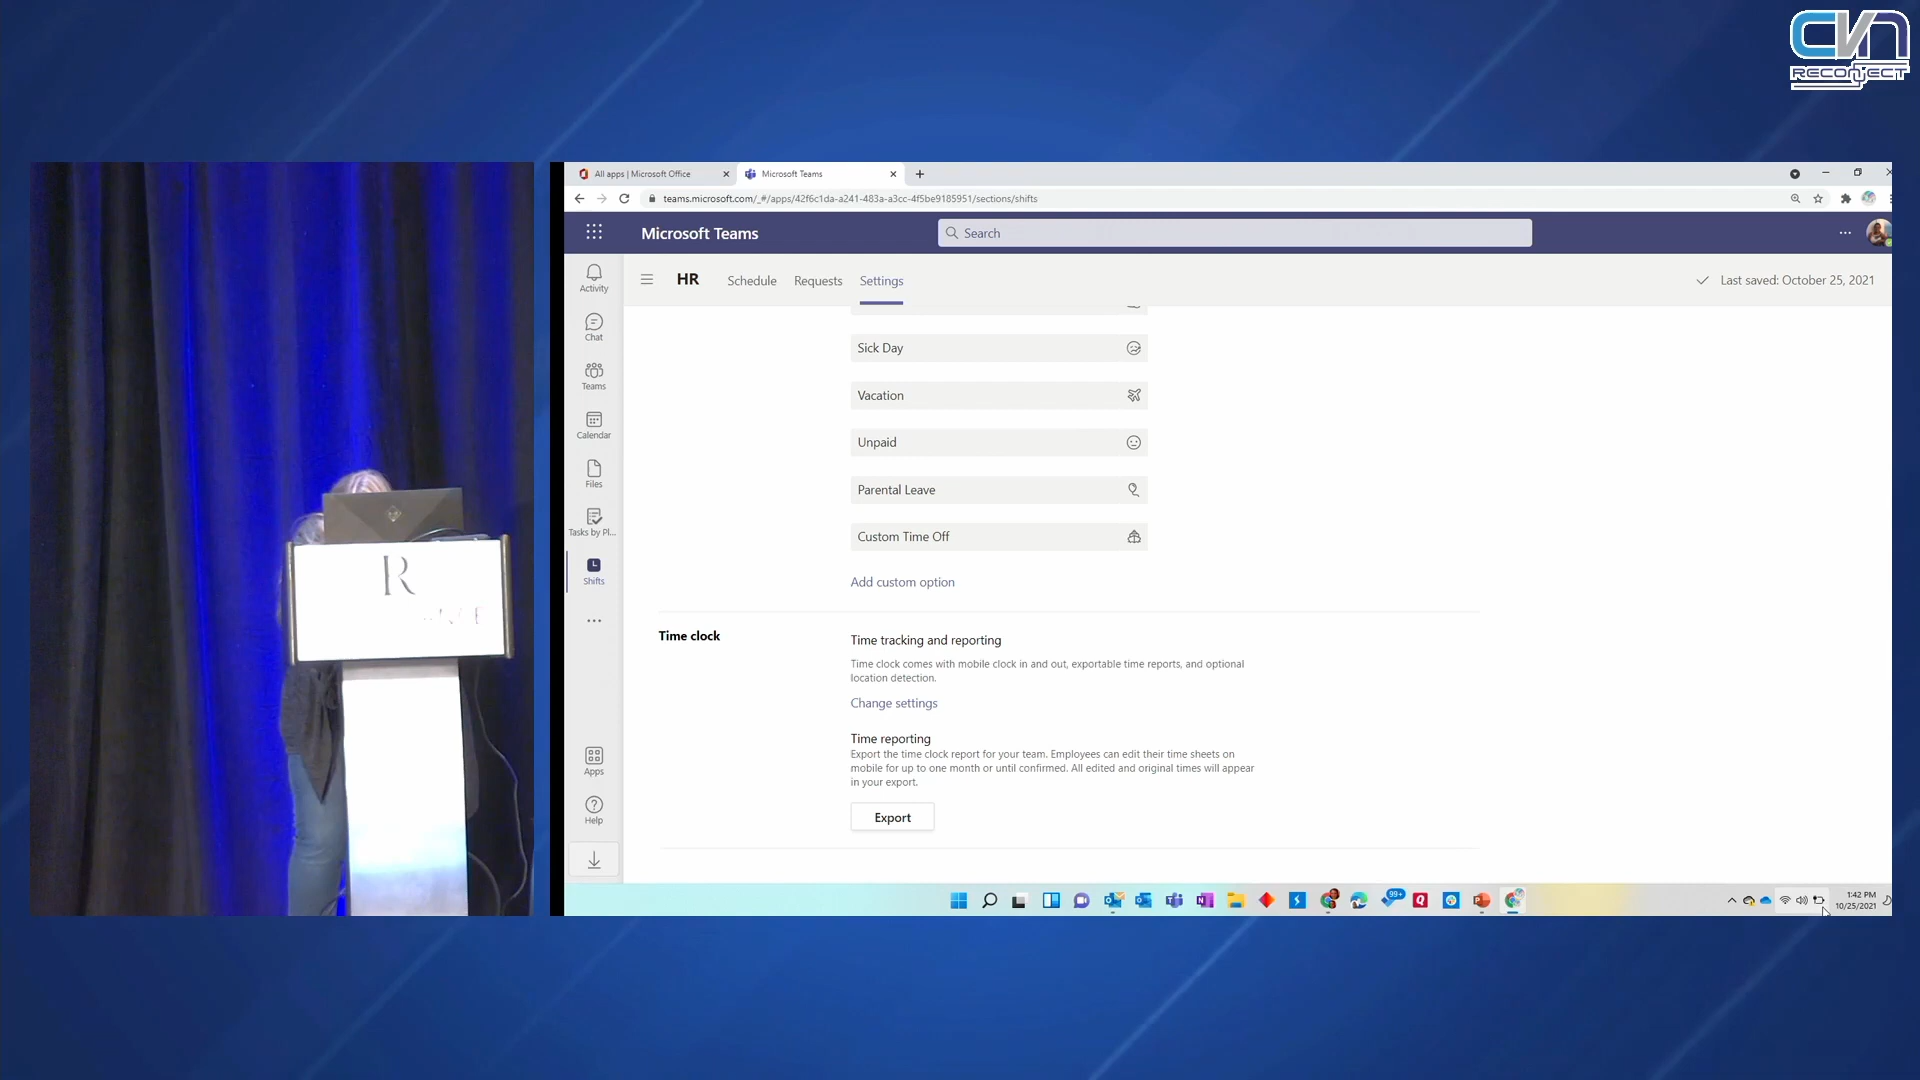 CVN
RECONJECT
All apps | Microsoft Office
Microsoft Teams
teams.microsoft.com/_#/apps/42f6c1da-a241-483a-a3cc-4f5be9185951/sections/shifts
Microsoft Teams
Search
HR
Schedule
Requests
Settings
Last saved: October 25, 2021
Activity
Chat
Teams
Calendar
Files
Tasks by Pl...
Shifts
Apps
Help
Sick Day
Vacation
Unpaid
Parental Leave
Custom Time Off
Add custom option
Time clock
Time tracking and reporting
Time clock comes with mobile clock in and out, exportable time reports, and optional
location detection.
Change settings
Time reporting
Export the time clock report for your team. Employees can edit their time sheets on
mobile for up to one month or until confirmed. All edited and original times will appear
in your export.
Export
99+
1:42 PM
10/25/2021
R